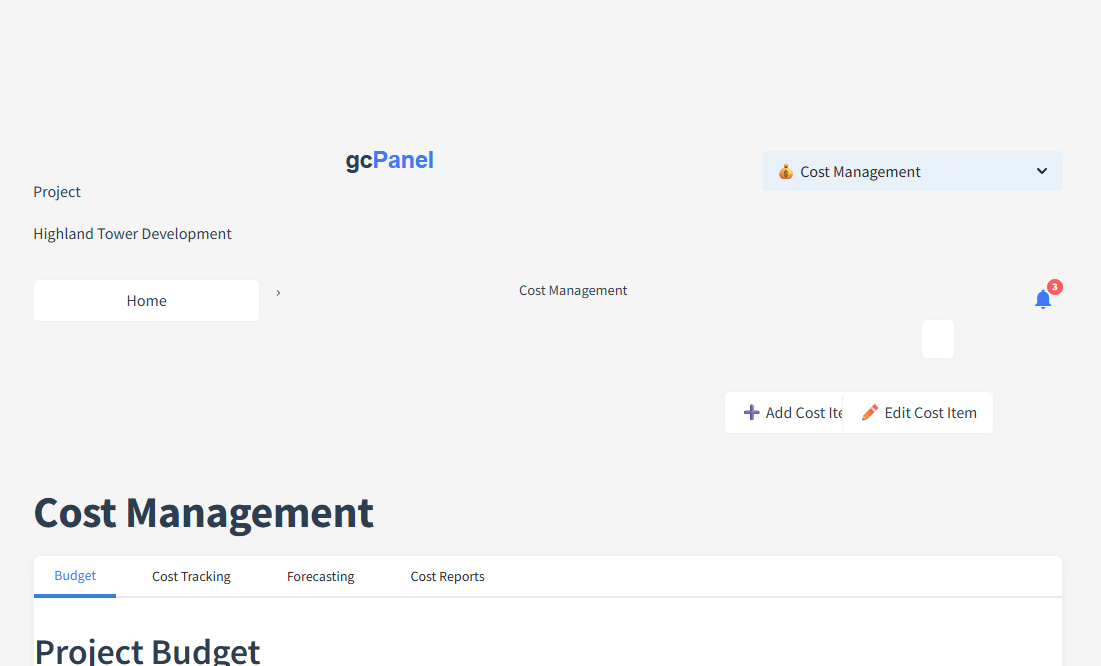 gcPanel
Cost Management
Project
Highland Tower Development
Home
›
Cost Management
3
Add Cost Ite
Edit Cost Item
Cost Management
Budget
Cost Tracking
Forecasting
Cost Reports
Project Budget